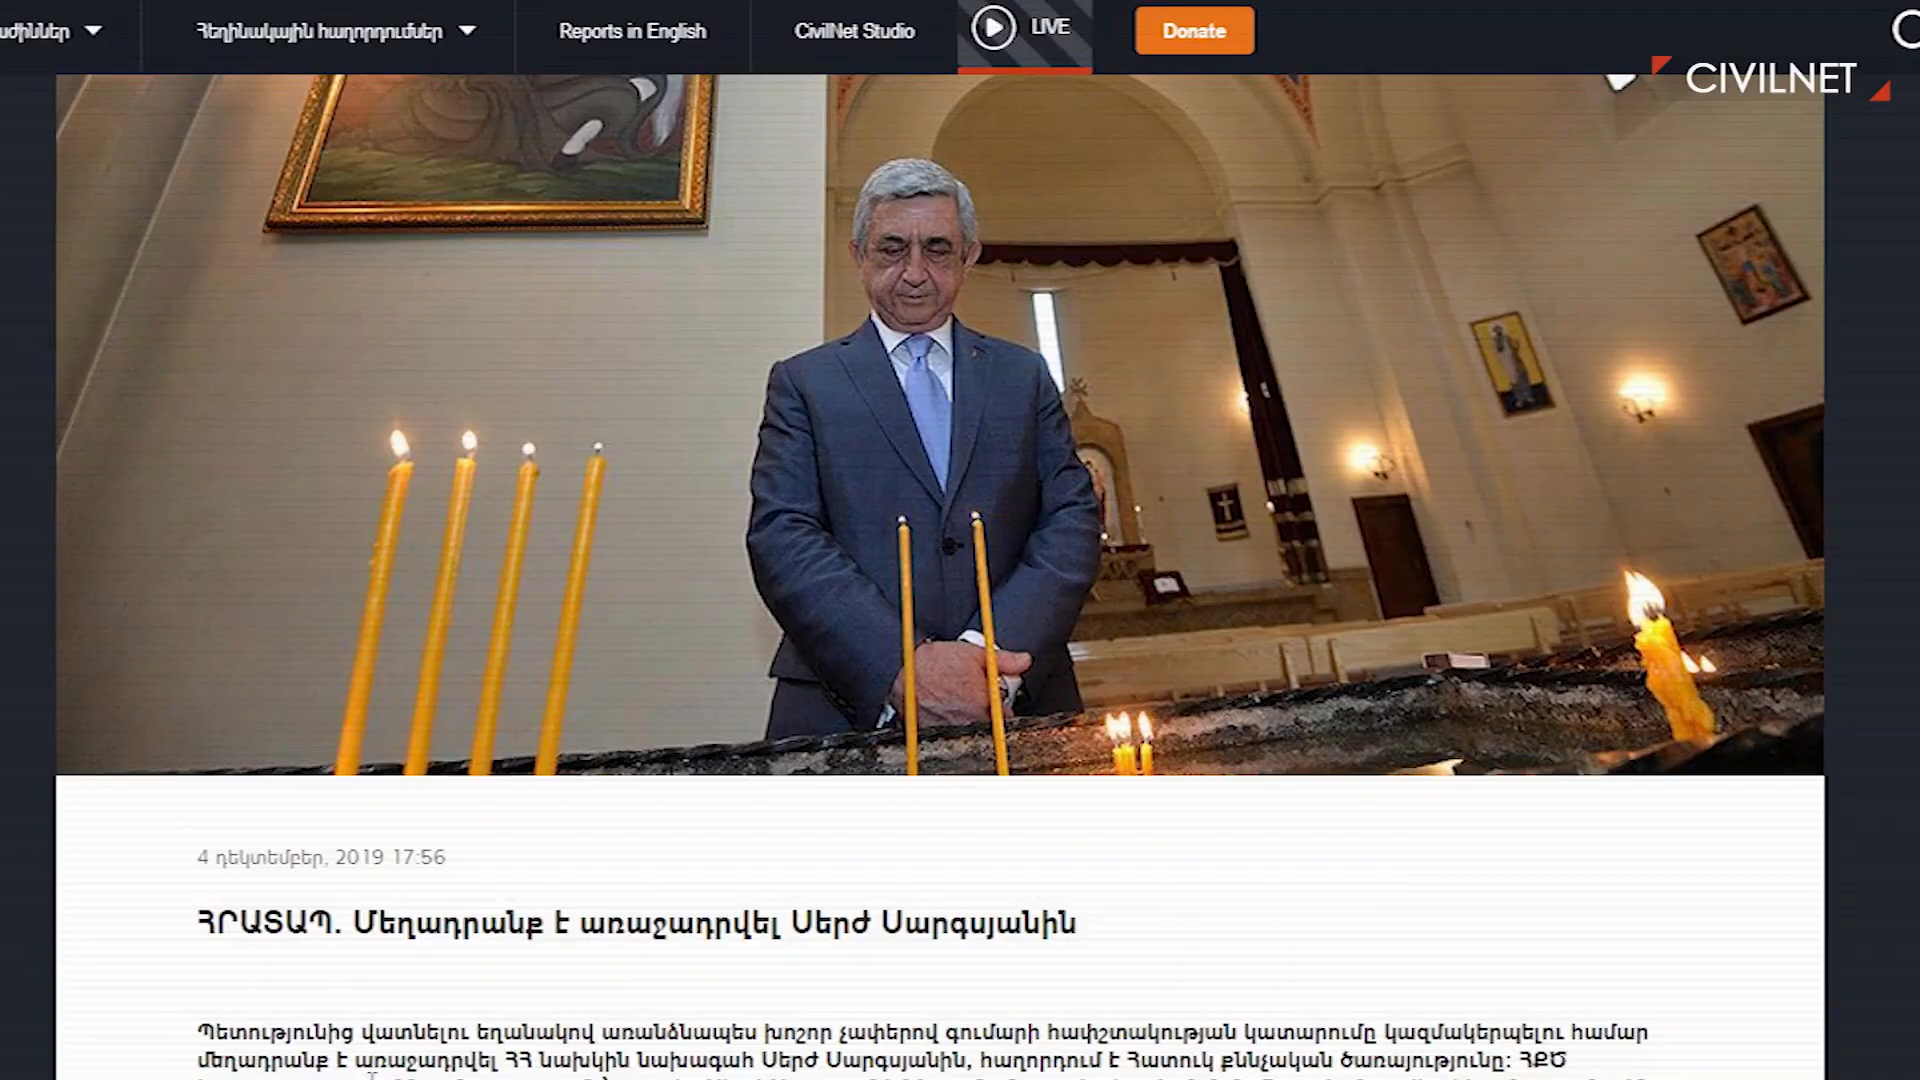 Հեղինակային հաղորդումներ
Reports in English
CivilNet Studio
LIVE
Donate
CIVILNET
4 դեկտեմբեր, 2019 17:56
ՀՐԱՏԱՊ. Մեղադրանք է առաջադրվել Սերժ Սարգսյանին
Պետությունից վատնելու եղանակով առանձնապես խոշոր չափերով գումարի հափշտակության կատարումը կազմակերպելու համար
մեղադրանք է առաջադրվել ՀՀ նախկին նախագահ Սերժ Սարգսյանին, հաղորդում է Հատուկ քննչական ծառայությունը: ՀՔԾ